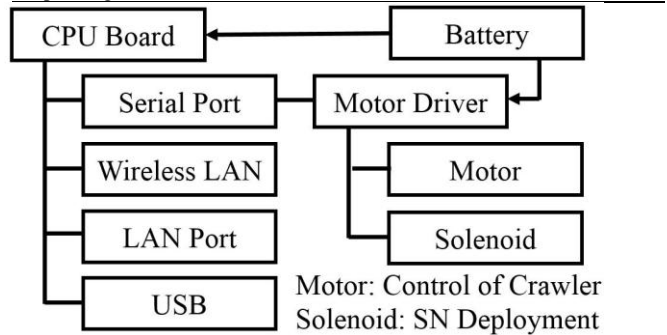 CPU Board
Battery
Serial Port
Motor Driver
Wireless LAN
Motor
LAN Port
Solenoid
USB
Motor: Control of Crawler
Solenoid: SN Deployment